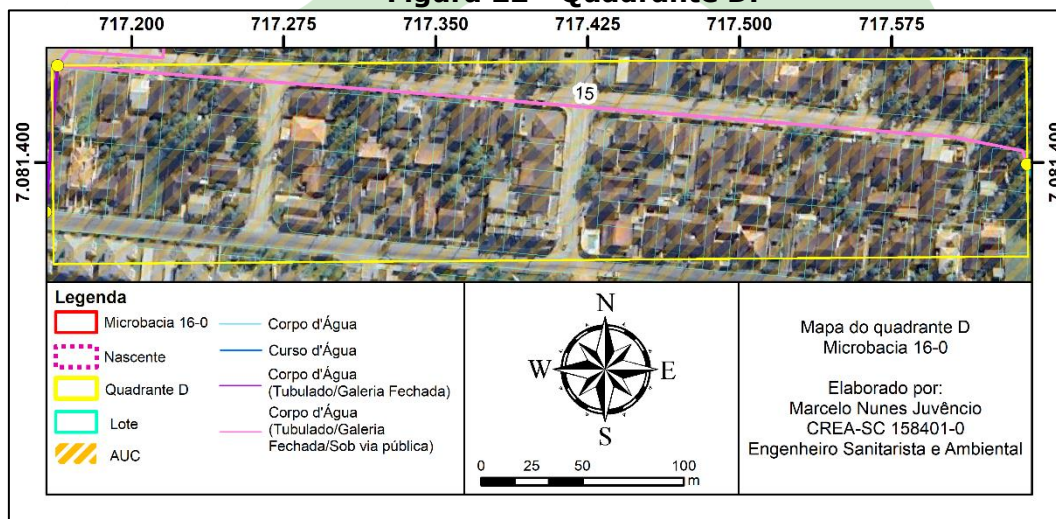 Figura 22 - Quadrante D.
717.200 717.275 717.350 717.425 717.500 717.575
7.081.400
7.081.400
15
Legenda
Microbacia 16-0
Nascente
Quadrante D
Lote
AUC
Corpo d'Água
Curso d'Água
Corpo d'Água
(Tubulado/Galeria Fechada)
Corpo d'Água
(Tubulado/Galeria
Fechada/Sob via pública)
N
W E
S
0 25 50 100
m
Mapa do quadrante D
Microbacia 16-0
Elaborado por:
Marcelo Nunes Juvêncio
CREA-SC 158401-0
Engenheiro Sanitarista e Ambiental